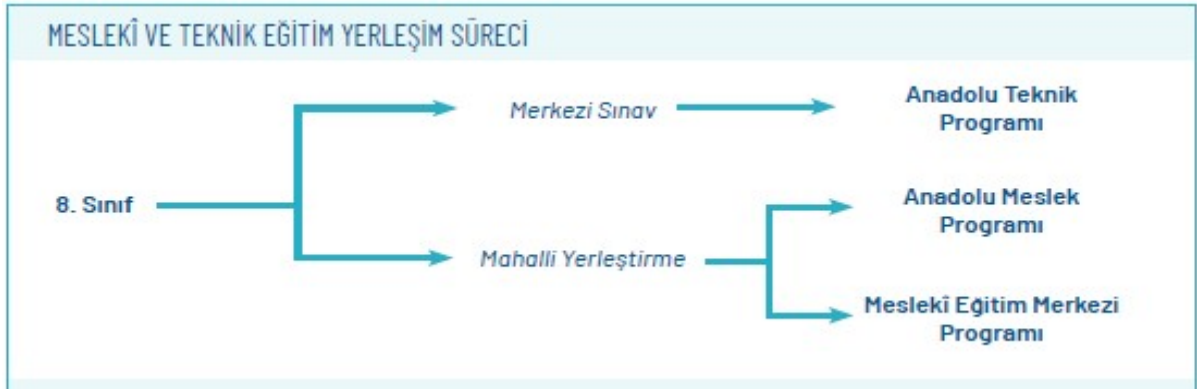 MESLEKÎ VE TEKNİK EĞİTİM YERLEŞİM SÜRECİ
8. Sınıf
Merkezi Sınav
Anadolu Teknik
Programı
Mahalli Yerleştirme
Anadolu Meslek
Programı
Meslekî Eğitim Merkezi
Programı